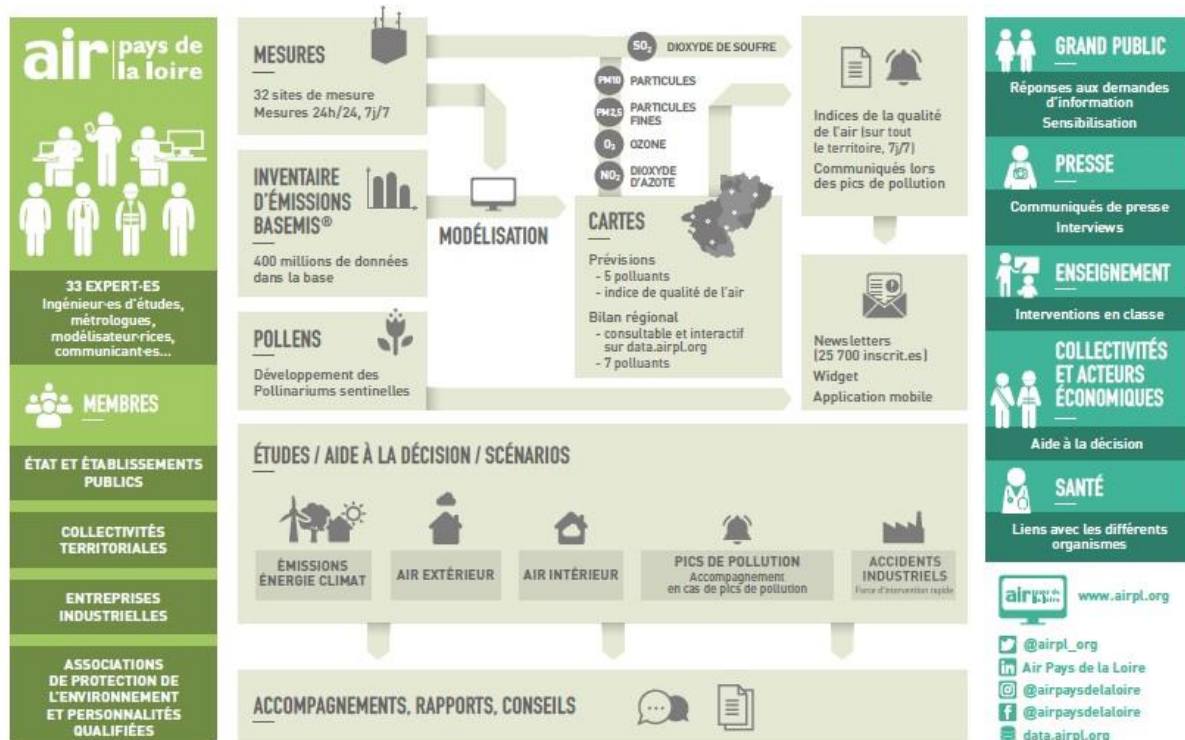 air pays de
la loire
33 EXPERT·ES
Ingénieur·es d'études,
métrologues,
modélisateur·rices,
communicant·es...
MEMBRES
ÉTAT ET ÉTABLISSEMENTS
PUBLICS
COLLECTIVITÉS
TERRITORIALES
ENTREPRISES
INDUSTRIELLES
ASSOCIATIONS
DE PROTECTION DE
L'ENVIRONNEMENT
ET PERSONNALITÉS
QUALIFIÉES
MESURES
32 sites de mesure
Mesures 24h/24, 7j/7
INVENTAIRE
D'ÉMISSIONS
BASEMIS®
400 millions de données
dans la base
POLLENS
Développement des
Pollinariums sentinelles
MODÉLISATION
SO2 DIOXYDE DE SOUFRE
PM10 PARTICULES
PM2,5 PARTICULES
FINES
O3 OZONE
NO2 DIOXYDE
D'AZOTE
CARTES
Prévisions
- 5 polluants
- indice de qualité de l'air
Bilan régional
- consultable et interactif
sur data.airpl.org
- 7 polluants
Indices de la qualité
de l'air (sur tout
le territoire, 7j/7)
Communiqués lors
des pics de pollution
Newsletters
(25 700 inscrit.es)
Widget
Application mobile
ÉTUDES / AIDE À LA DÉCISION / SCÉNARIOS
ÉMISSIONS
ÉNERGIE CLIMAT
AIR EXTÉRIEUR
AIR INTÉRIEUR
PICS DE POLLUTION
Accompagnement
en cas de pics de pollution
ACCIDENTS
INDUSTRIELS
Force d'intervention rapide
ACCOMPAGNEMENTS, RAPPORTS, CONSEILS
GRAND PUBLIC
Réponses aux demandes
d'information
Sensibilisation
PRESSE
Communiqués de presse
Interviews
ENSEIGNEMENT
Interventions en classe
COLLECTIVITÉS
ET ACTEURS
ÉCONOMIQUES
Aide à la décision
SANTÉ
Liens avec les différents
organismes
air pays de
la loire
www.airpl.org
@airpl_org
in Air Pays de la Loire
@airpaysdelaloire
f @airpaysdelaloire
data.airpl.org